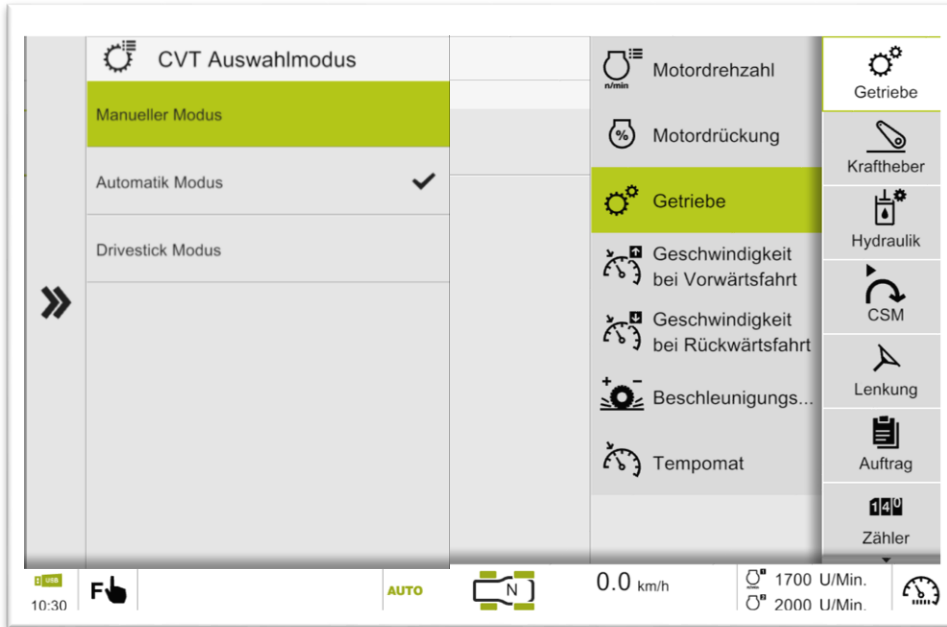 CVT Auswahlmodus
Manueller Modus
Automatik Modus
Drivestick Modus
n/min
Motordrehzahl
%
Motordrückung
Getriebe
Geschwindigkeit
bei Vorwärtsfahrt
Geschwindigkeit
bei Rückwärtsfahrt
+ −
Beschleunigungs...
Tempomat
Getriebe
Kraftheber
Hydraulik
CSM
Lenkung
Auftrag
140
Zähler
USB
10:30
F
AUTO
N
0.0 km/h
1700 U/Min.
2000 U/Min.